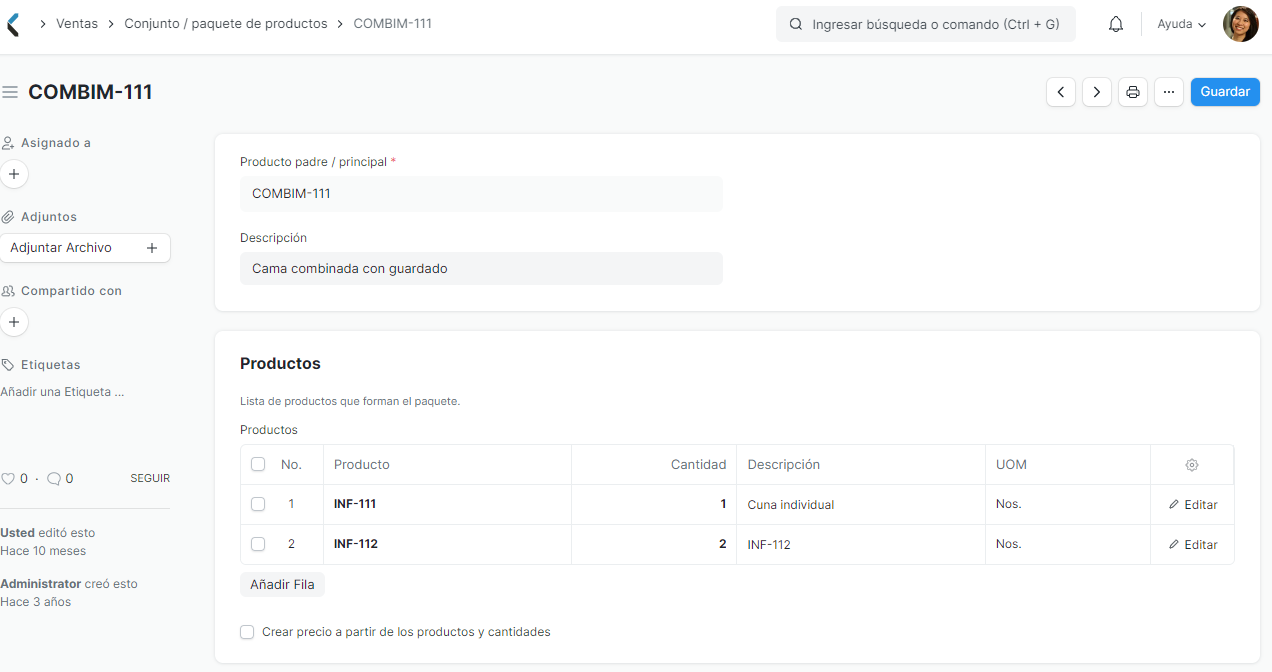 Ventas Conjunto / paquete de productos COMBIM-111
Ingresar búsqueda o comando (Ctrl + G)
Ayuda
COMBIM-111
Guardar
Asignado a
Adjuntos
Adjuntar Archivo
Compartido con
Etiquetas
Añadir una Etiqueta ...
0 · 0 SEGUIR
Usted editó esto
Hace 10 meses
Administrator creó esto
Hace 3 años
Producto padre / principal *
COMBIM-111
Descripción
Cama combinada con guardado
Productos
Lista de productos que forman el paquete.
Productos
No. Producto Cantidad Descripción UOM
1 INF-111 1 Cuna individual Nos. Editar
2 INF-112 2 INF-112 Nos. Editar
Añadir Fila
Crear precio a partir de los productos y cantidades